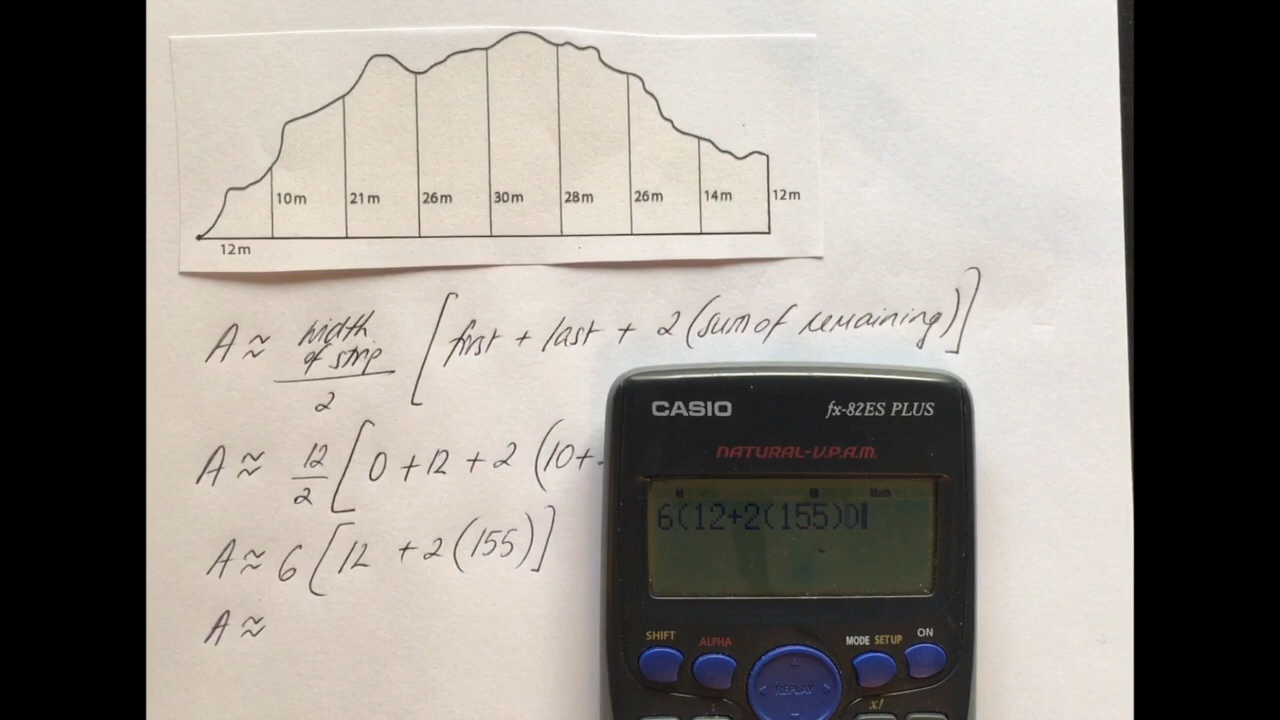 10m 21m 26m 30m 28m 26m 14m 12m
12m
A ≈ width of strip / 2 [first + last + 2 (sum of remaining)]
A ≈ 12/2 [0 + 12 + 2 (10+
A ≈ 6 [12 + 2 (155)]
A ≈
CASIO fx-82ES PLUS
NATURAL-V.P.A.M.
Math
6(12+2(155))
SHIFT ALPHA MODE SETUP ON
REPLAY
x!